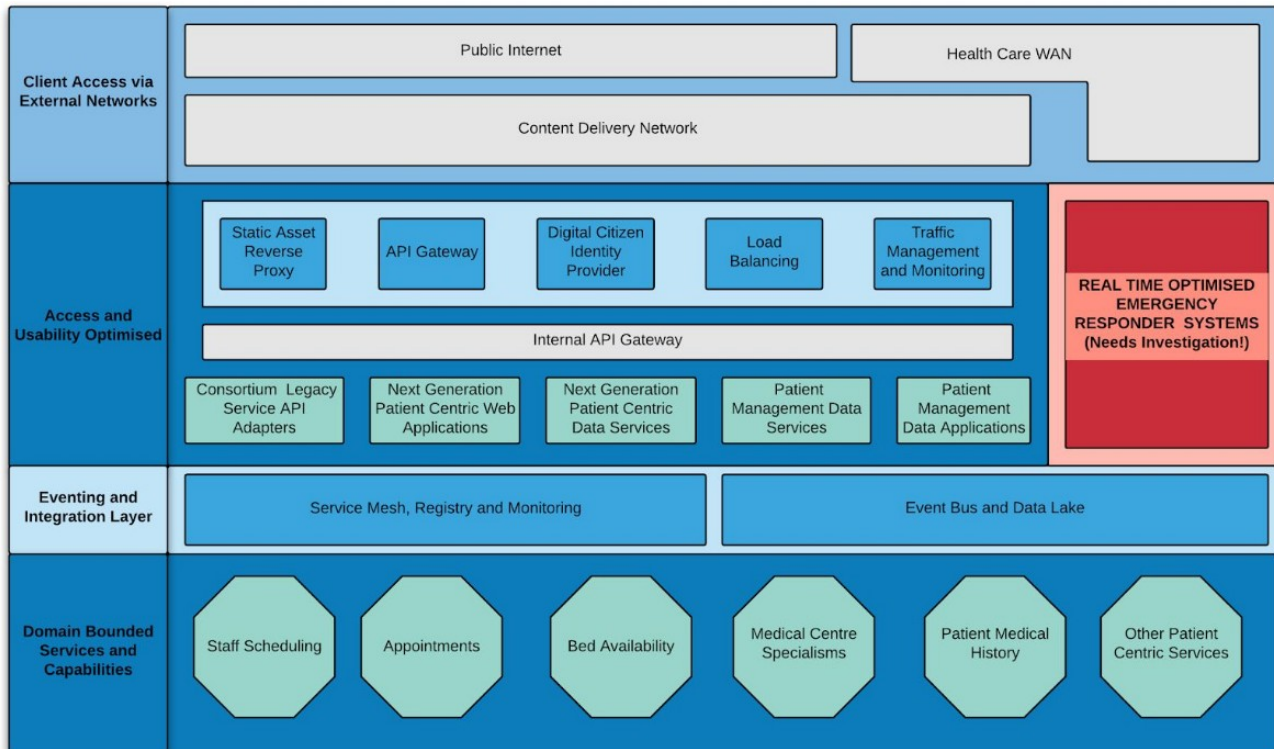 Client Access via
External Networks
Public Internet
Health Care WAN
Content Delivery Network
Access and
Usability Optimised
Static Asset
Reverse
Proxy
API Gateway
Digital Citizen
Identity
Provider
Load
Balancing
Traffic
Management
and Monitoring
REAL TIME OPTIMISED
EMERGENCY
RESPONDER SYSTEMS
(Needs Investigation!)
Internal API Gateway
Consortium Legacy
Service API
Adapters
Next Generation
Patient Centric Web
Applications
Next Generation
Patient Centric
Data Services
Patient
Management Data
Services
Patient
Management
Data Applications
Eventing and
Integration Layer
Service Mesh, Registry and Monitoring
Event Bus and Data Lake
Domain Bounded
Services and
Capabilities
Staff Scheduling
Appointments
Bed Availability
Medical Centre
Specialisms
Patient Medical
History
Other Patient
Centric Services